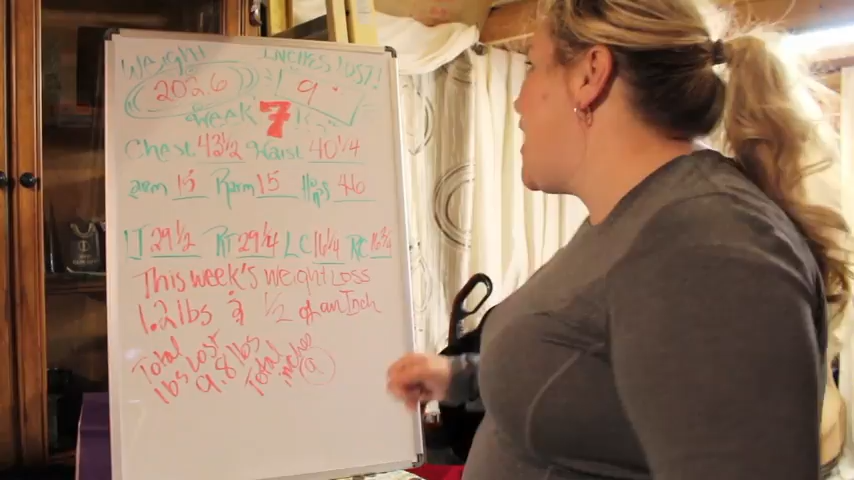 Weight INCHES LOST!
202.6 9
Week 7
Chest 43 1/2 Waist 40 1/4
arm 15 Rarm 15 Hips 46
LT 29 1/2 RT 29 1/4 LC 16 1/4 RC 16 3/4
This week's weight Loss
1.2 lbs & 1/2 of an Inch
Total lbs Lost 9.8 lbs
Total inches 9